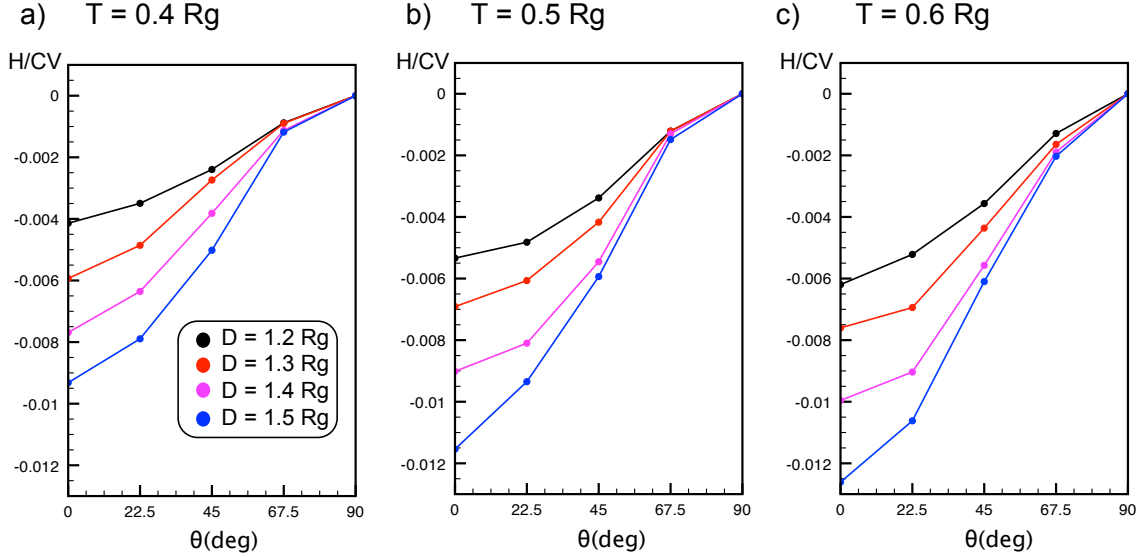 a) T = 0.4 Rg
H/CV
0
-0.002
-0.004
-0.006
-0.008
-0.01
-0.012
0 22.5 45 67.5 90
θ(deg)
D = 1.2 Rg
D = 1.3 Rg
D = 1.4 Rg
D = 1.5 Rg
b) T = 0.5 Rg
H/CV
0
-0.002
-0.004
-0.006
-0.008
-0.01
-0.012
0 22.5 45 67.5 90
θ(deg)
c) T = 0.6 Rg
H/CV
0
-0.002
-0.004
-0.006
-0.008
-0.01
-0.012
0 22.5 45 67.5 90
θ(deg)